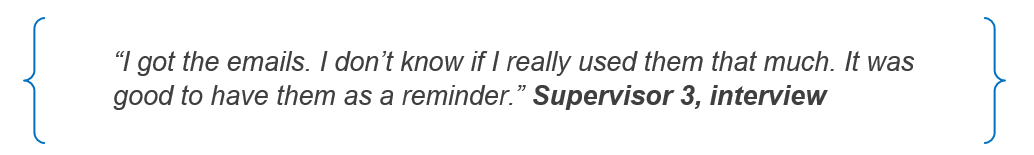 “I got the emails. I don’t know if I really used them that much. It was
good to have them as a reminder.” Supervisor 3, interview